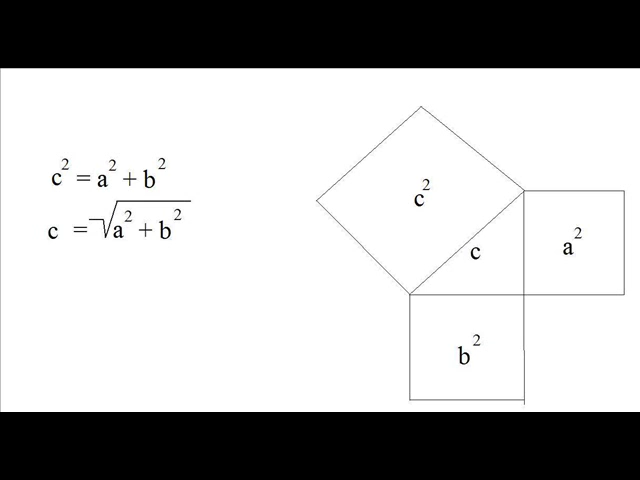 c² = a² + b²
c = √a² + b²
c²
a²
c
b²